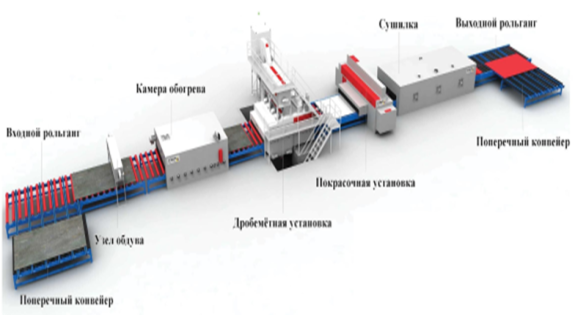 Сушилка
Выходной рольганг
Камера обогрева
Входной рольганг
Поперечный конвейер
Покрасочная установка
Дробемётная установка
Узел обдува
Поперечный конвейер